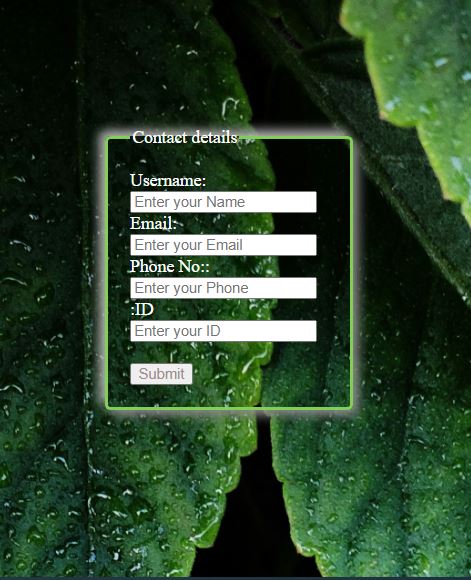 Contact details
Username:
Enter your Name
Email:
Enter your Email
Phone No::
Enter your Phone
:ID
Enter your ID
Submit